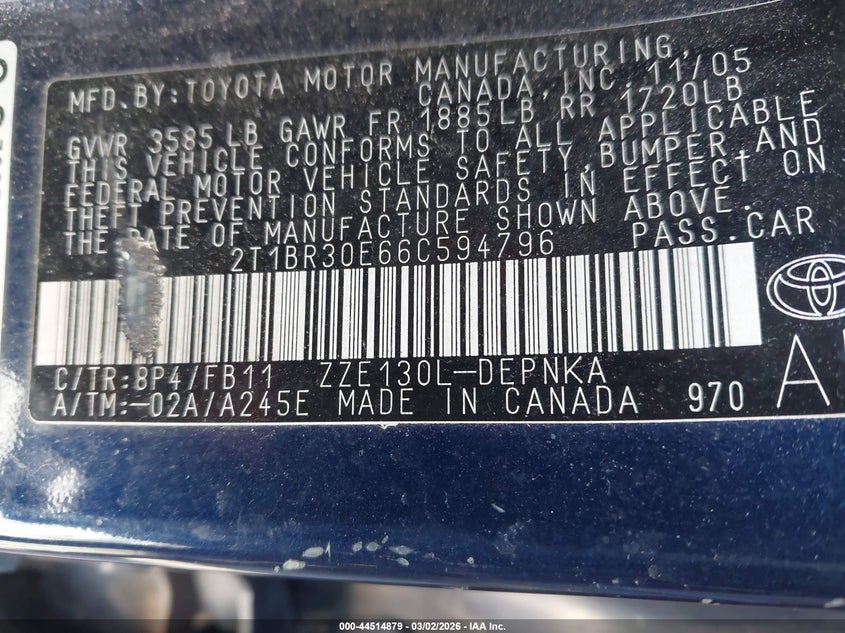 MFD.BY:TOYOTA MOTOR MANUFACTURING,
CANADA, INC. 11/05
GVWR 3585LB GAWR FR 1885LB RR 1720LB
THIS VEHICLE CONFORMS TO ALL APPLICABLE
FEDERAL MOTOR VEHICLE SAFETY,BUMPER,AND
THEFT PREVENTION STANDARDS IN EFFECT ON
THE DATE OF MANUFACTURE SHOWN ABOVE.
2T1BR30E66C594796 PASS.CAR
C/TR:8P4/FB11 ZZE130L-DEPNKA
A/TM:-02A/A245E MADE IN CANADA 970
000-44514879 - 03/02/2026 - IAA Inc.